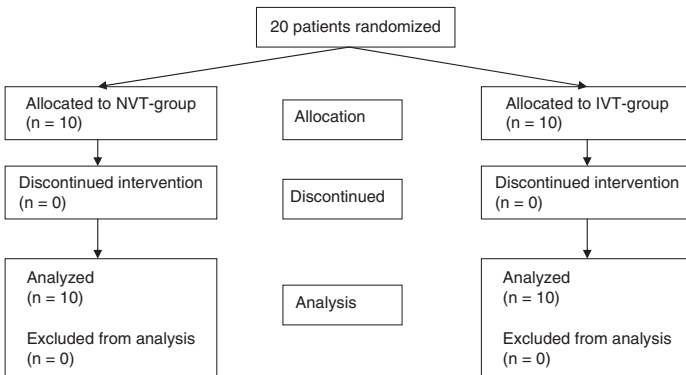 20 patients randomized
Allocated to NVT-group
(n = 10)
Allocation
Allocated to IVT-group
(n = 10)
Discontinued intervention
(n = 0)
Discontinued
Discontinued intervention
(n = 0)
Analyzed
(n = 10)
Excluded from analysis
(n = 0)
Analysis
Analyzed
(n = 10)
Excluded from analysis
(n = 0)